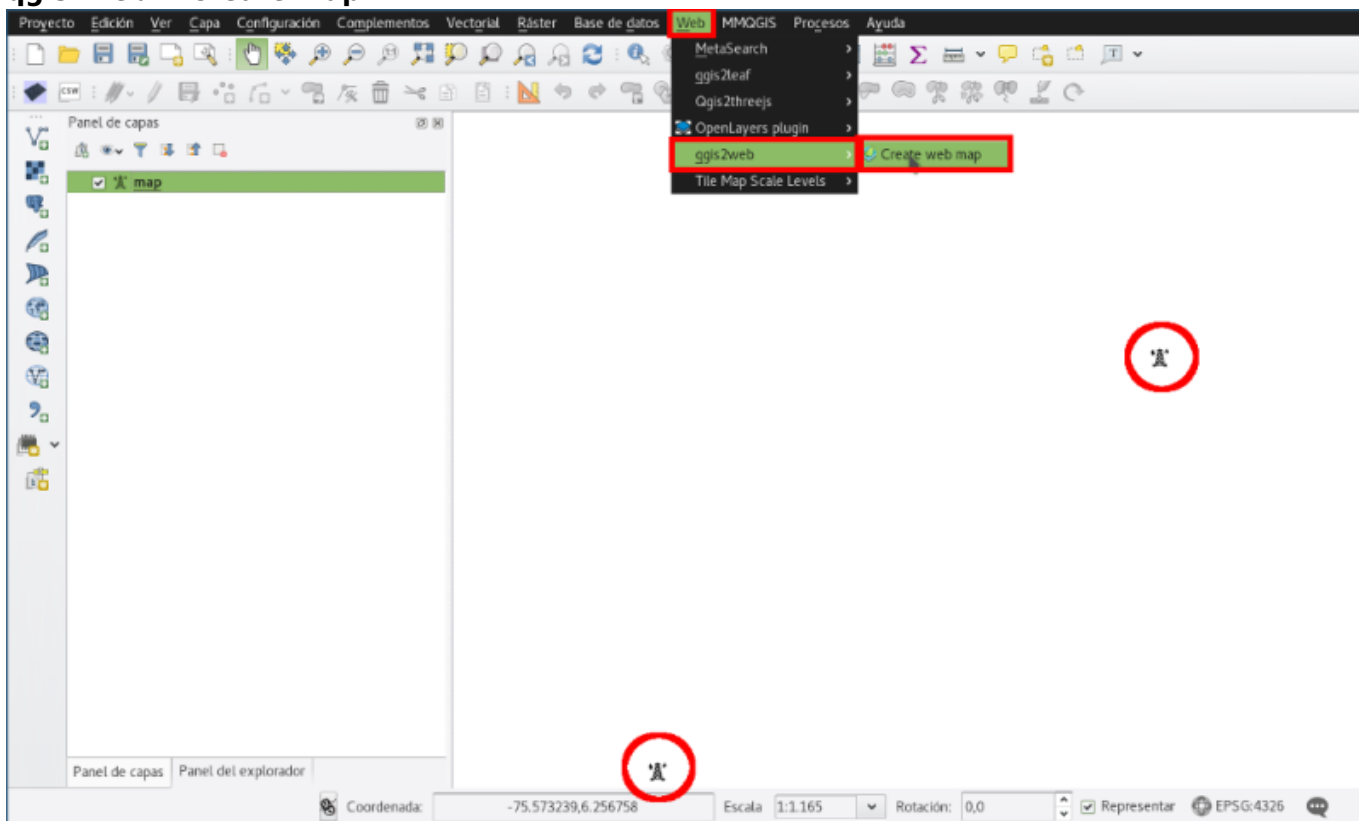 Proyecto Edición Ver Capa Configuración Complementos Vectorial Ráster Base de datos Web MMQGIS Procesos Ayuda
MetaSearch
qgis2leaf
Qgis2threejs
OpenLayers plugin
qgis2web
Create web map
Tile Map Scale Levels
CSW
Panel de capas
map
Panel de capas Panel del explorador
Coordenada: -75.573239,6.256758 Escala 1:1.165 Rotación: 0,0 Representar EPSG:4326